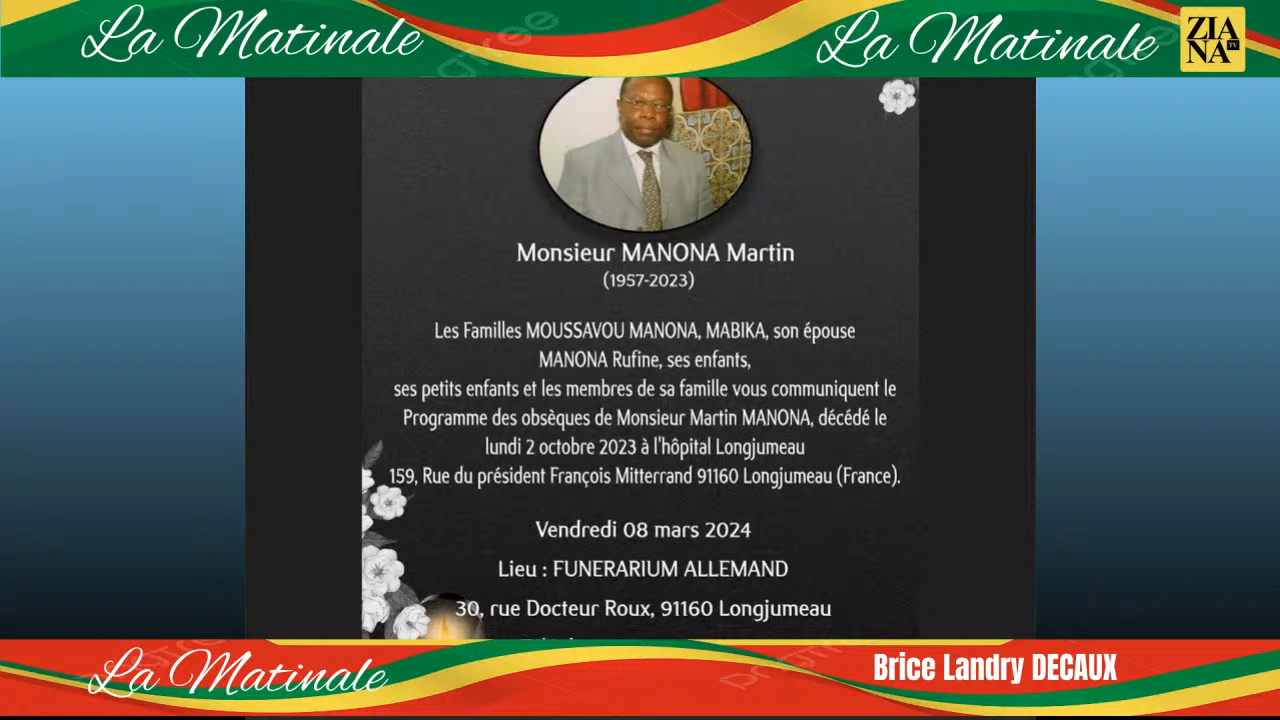 La Matinale
La Matinale
ZIA
NA TV
Monsieur MANONA Martin
(1957-2023)
Les Familles MOUSSAVOU MANONA, MABIKA, son épouse
MANONA Rufine, ses enfants,
ses petits enfants et les membres de sa famille vous communiquent le
Programme des obsèques de Monsieur Martin MANONA, décédé le
lundi 2 octobre 2023 à l'hôpital Longjumeau
159, Rue du président François Mitterrand 91160 Longjumeau (France).
Vendredi 08 mars 2024
Lieu : FUNERARIUM ALLEMAND
30, rue Docteur Roux, 91160 Longjumeau
La Matinale
Brice Landry DECAUX